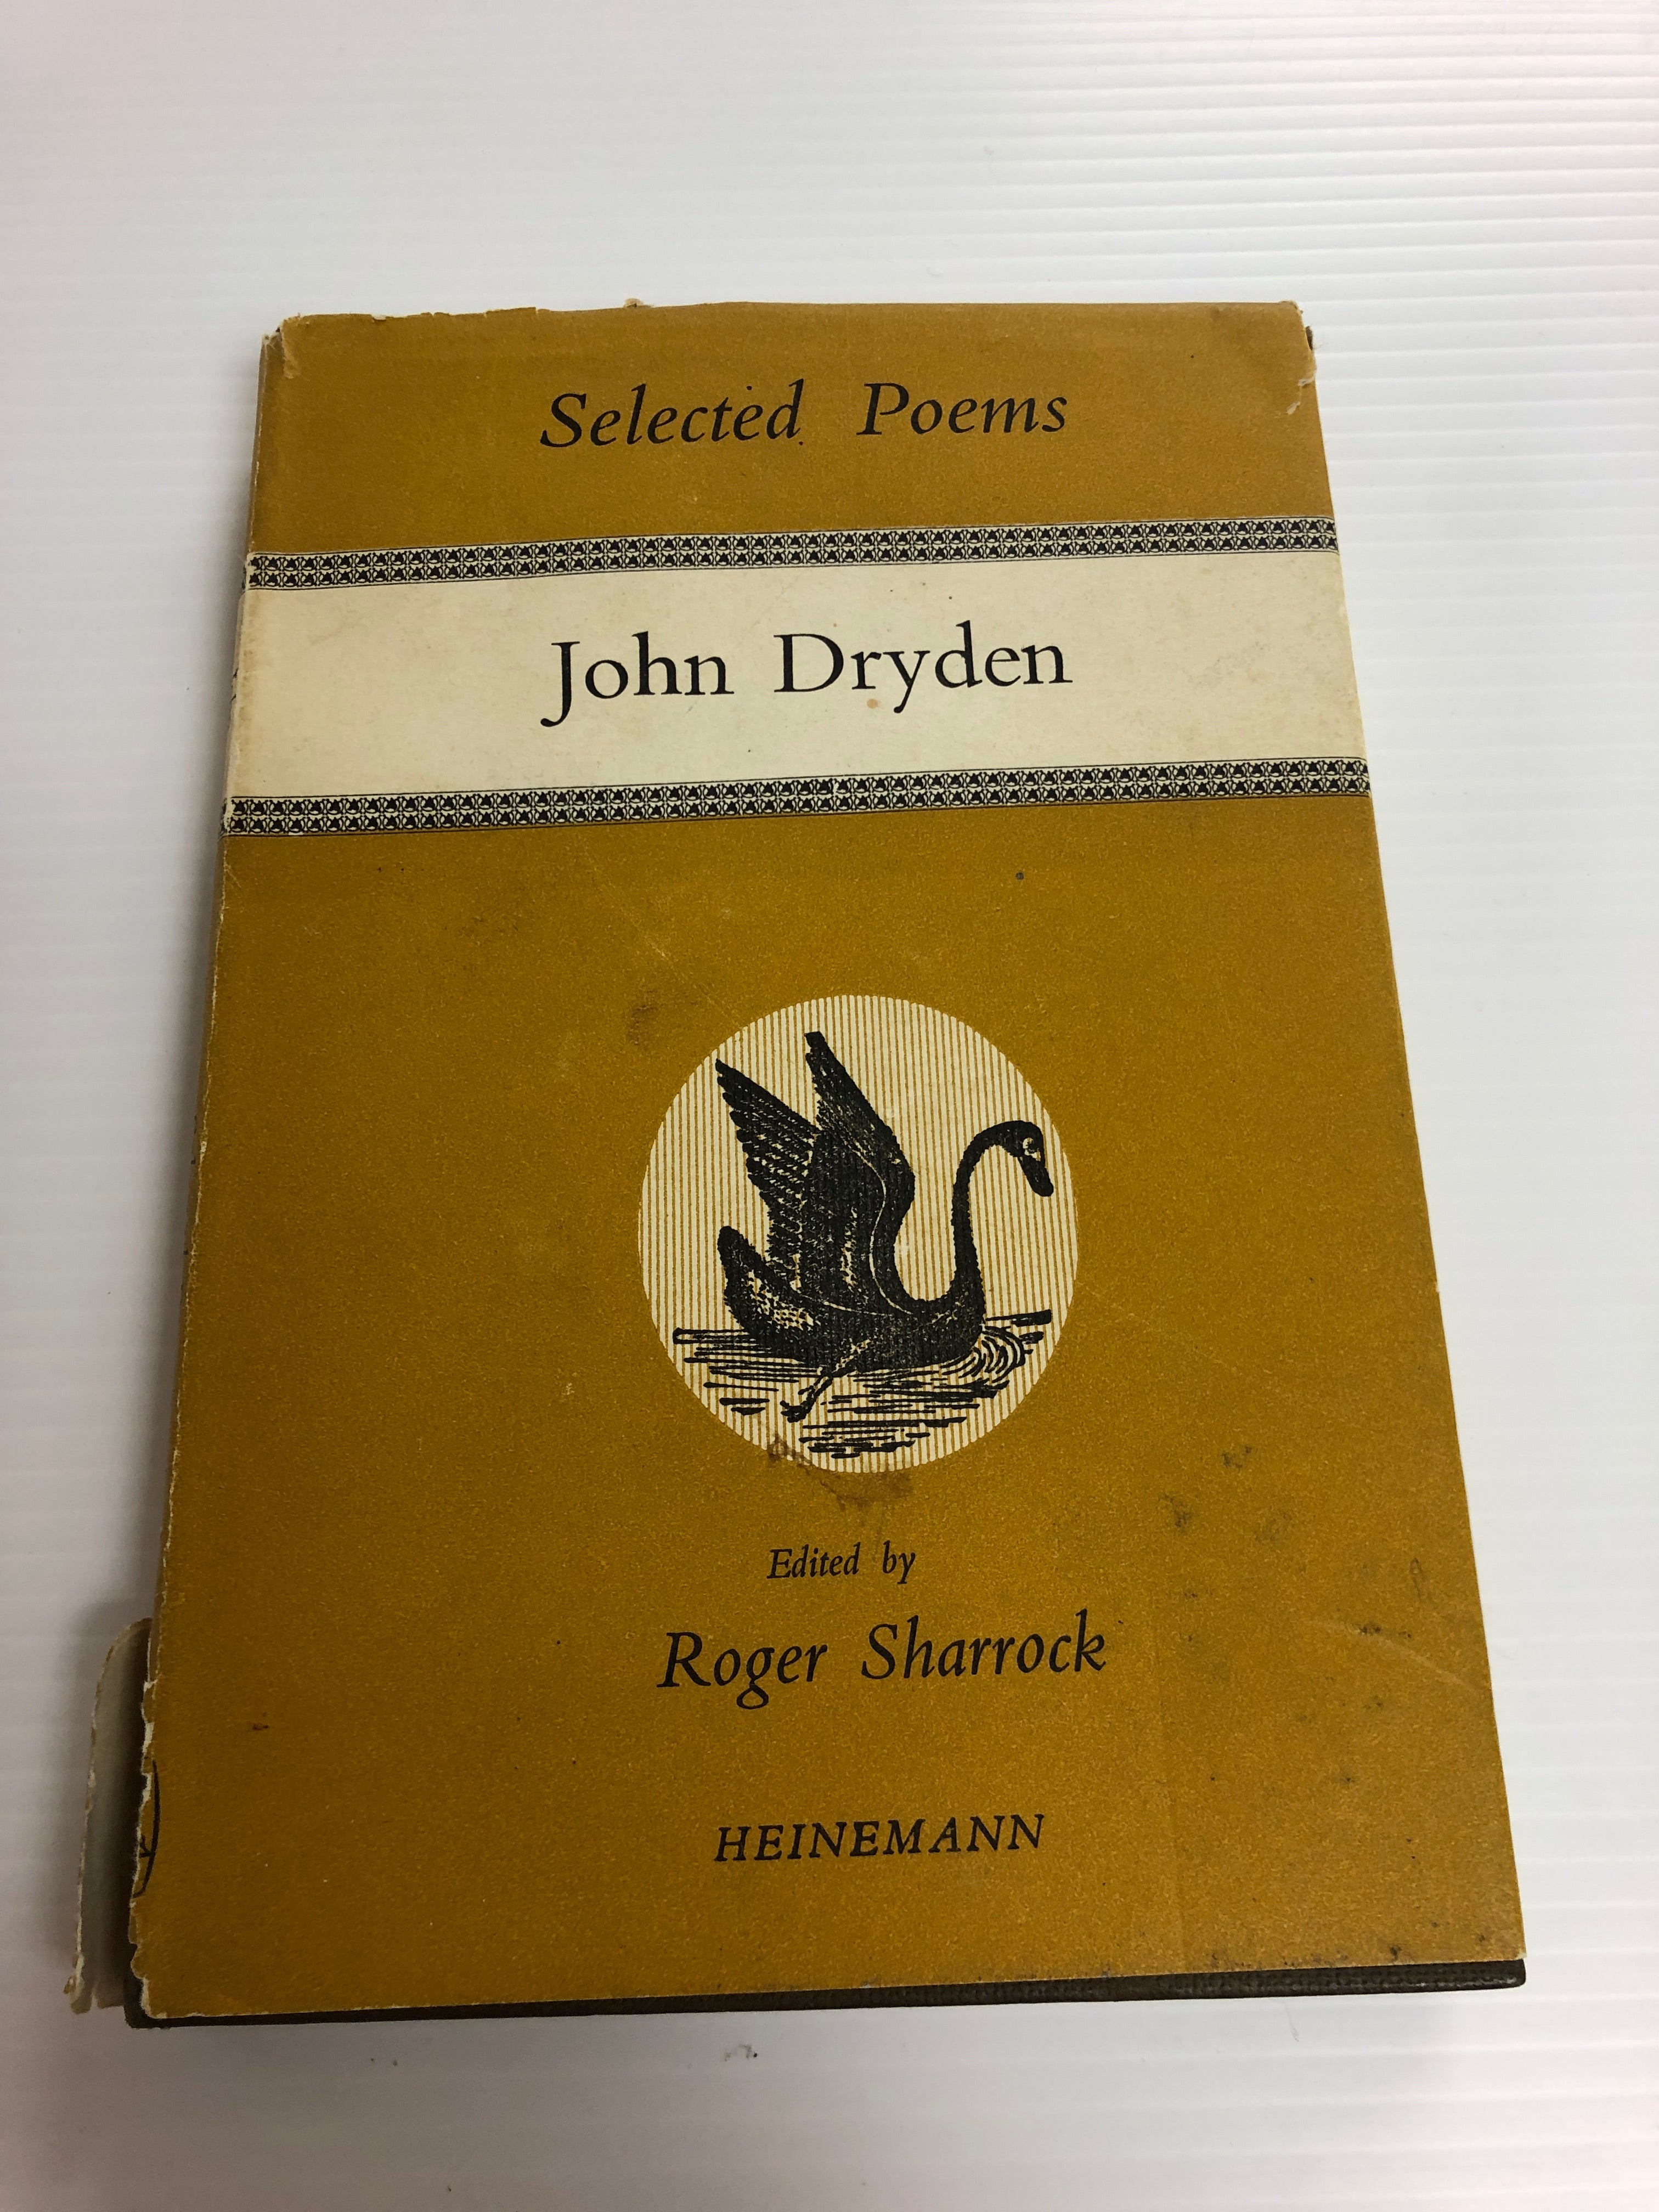 Selected Poems
John Dryden
Edited by
Roger Sharrock
HEINEMANN